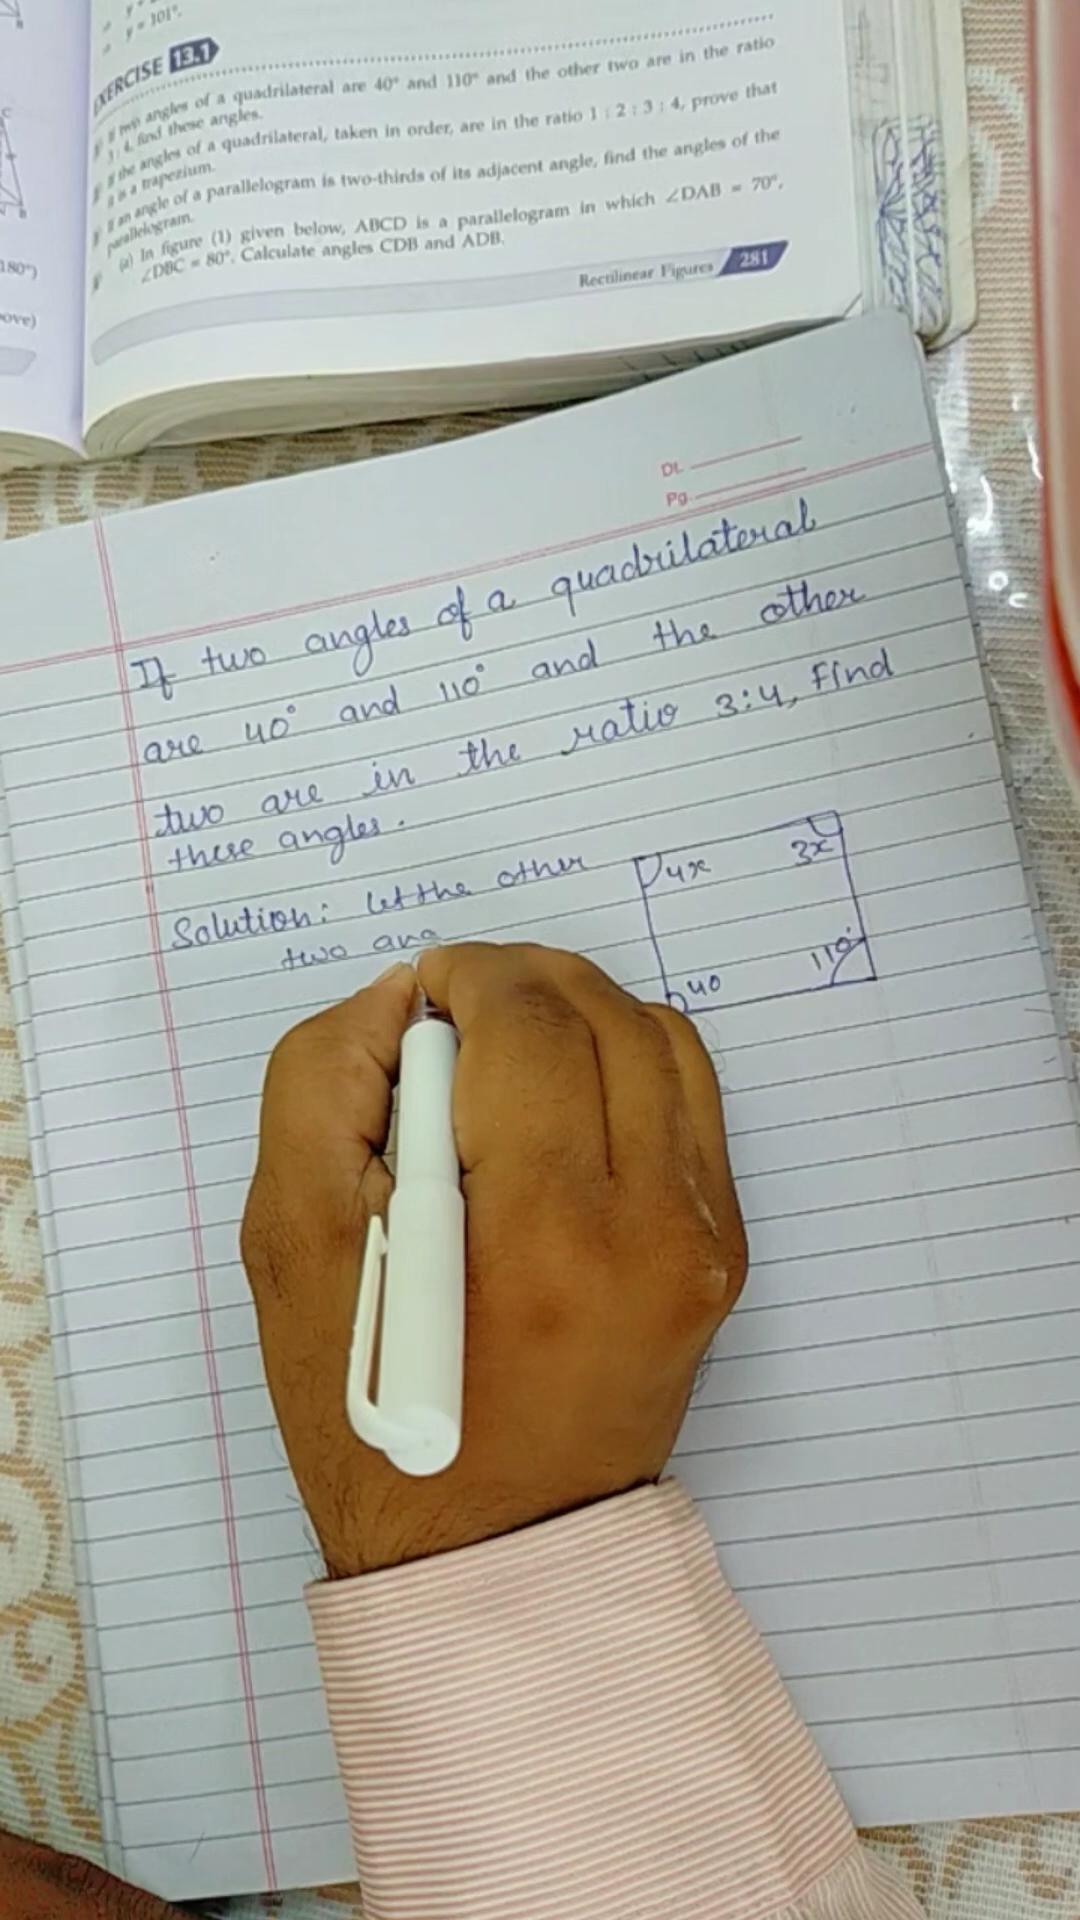 y = 101°.
EXERCISE 13.1
If two angles of a quadrilateral are 40° and 110° and the other two are in the ratio
3 : 4, find these angles.
If the angles of a quadrilateral, taken in order, are in the ratio 1 : 2 : 3 : 4, prove that
it is a trapezium.
If an angle of a parallelogram is two-thirds of its adjacent angle, find the angles of the
parallelogram.
(a) In figure (1) given below, ABCD is a parallelogram in which ∠DAB = 70°,
∠DBC = 80°. Calculate angles CDB and ADB.
Rectilinear Figures 281
C
B
180°)
ove)
Dt.
Pg.
If two angles of a quadrilateral
are 40° and 110° and the other
two are in the ratio 3:4, Find
these angles.
Solution: let the other
two ang
4x 3x
40 110°